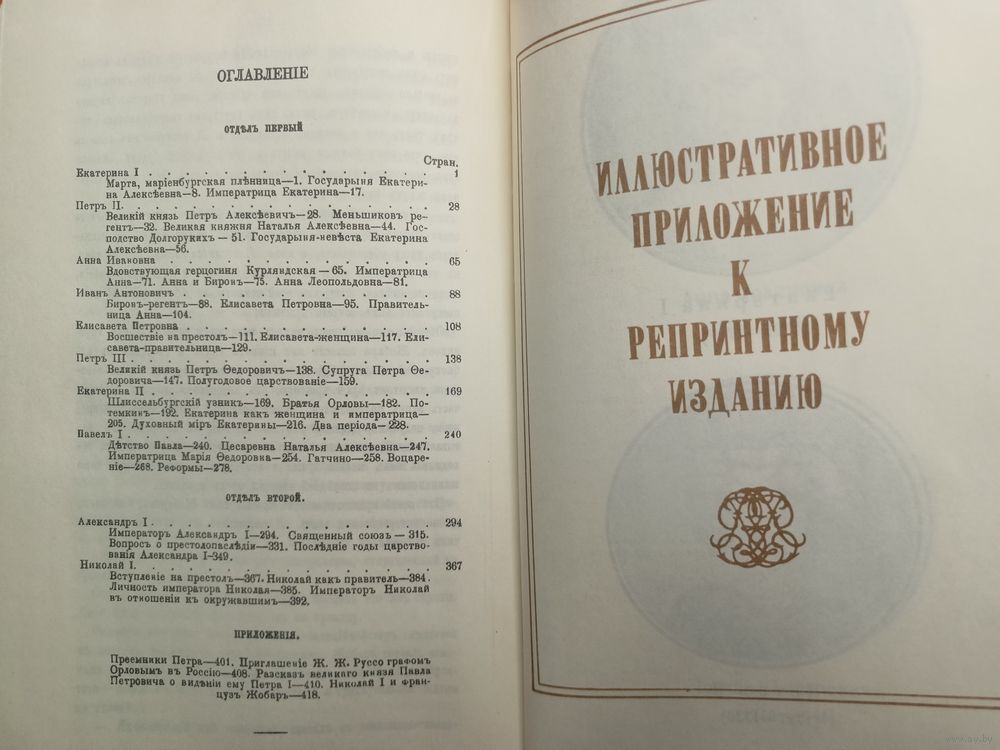 ОГЛАВЛЕНІЕ
ОТДѢЛЪ ПЕРВЫЙ
Стран.
Екатерина I . . . . . . . . . . . . . . 1
Марта, маріенбургская плѣнница—1. Государыня Екатери-
на Алексѣевна—8. Императрица Екатерина—17.
Петръ II. . . . . . . . . . . . . . . 28
Великій князь Петръ Алексѣевичъ—28. Меньшиковъ ре-
гентъ—32. Великая княжня Наталья Алексѣевна—44. Гос-
подство Долгорукихъ—51. Государыня-невѣста Екатерина
Алексѣевна—56.
Анна Ивановна . . . . . . . . . . . . . 65
Вдовствующая герцогиня Курляндская—65. Императрица
Анна—71. Анна и Биронъ—75. Анна Леопольдовна—81.
Иванъ Антоновичъ . . . . . . . . . . . . 88
Биронъ-регентъ—88. Елисавета Петровна—95. Правитель-
ница Анна—104.
Елисавета Петровна . . . . . . . . . . . . 108
Восшествіе на престолъ—111. Елисавета-женщина—117. Ели-
савета-правительница—129.
Петръ III . . . . . . . . . . . . . . 138
Великій князь Петръ Ѳедоровичъ—138. Супруга Петра Ѳе-
доровича—147. Полугодовое царствованіе—159.
Екатерина II . . . . . . . . . . . . . 169
Шлиссельбургскій узникъ—169. Братья Орловы—182. По-
темкинъ—192. Екатерина какъ женщина и императрица—
205. Духовный міръ Екатерины—216. Два періода—228.
Павелъ I . . . . . . . . . . . . . . 240
Дѣтство Павла—240. Цесаревна Наталья Алексѣевна—247.
Императрица Марія Ѳедоровна—254. Гатчино—258. Воцаре-
ніе—268. Реформы—278.
ОТДѢЛЪ ВТОРОЙ.
Александръ I . . . . . . . . . . . . . 294
Императоръ Александръ I—294. Священный союзъ—315.
Вопросъ о престолонаслѣдіи—331. Послѣдніе годы царство-
ванія Александра I—349.
Николай I. . . . . . . . . . . . . . 367
Вступленіе на престолъ—367. Николай какъ правитель—384.
Личность императора Николая—385. Императоръ Николай
въ отношеніи къ окружавшимъ—392.
ПРИЛОЖЕНІЯ.
Преемники Петра—401. Приглашеніе Ж. Ж. Руссо графомъ
Орловымъ въ Россію—408. Разсказъ великаго князя Павла
Петровича о видѣніи ему Петра I—410. Николай I и фран-
цузъ Жобаръ—418.
ИЛЛЮСТРАТИВНОЕ
ПРИЛОЖЕНИЕ
К
РЕПРИНТНОМУ
ИЗДАНИЮ
www.ay.by